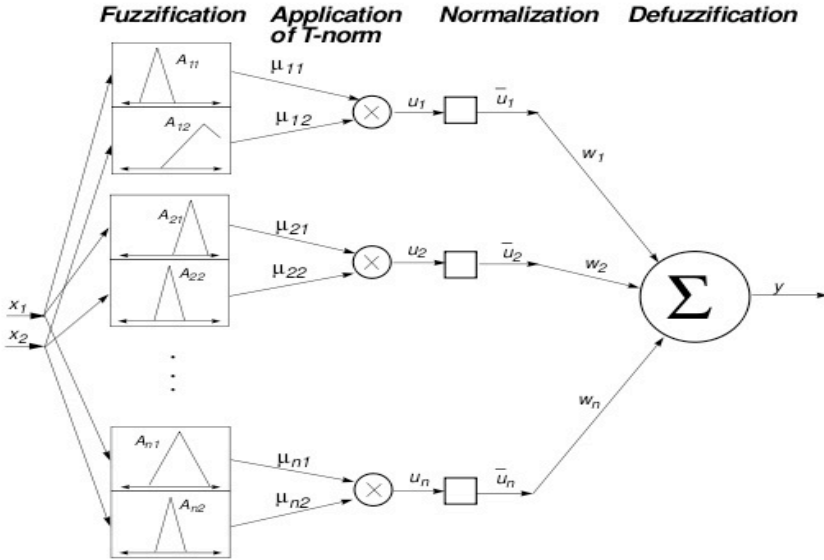 Fuzzification Application of T-norm Normalization Defuzzification
A11
μ11
u1
ū1
A12
μ12
w1
A21
μ21
u2
ū2
w2
A22
μ22
x1
x2
Σ
y
An1
μn1
un
ūn
wn
An2
μn2